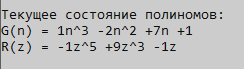 Текущее состояние полиномов:
G(n) = 1n^3 -2n^2 +7n +1
R(z) = -1z^5 +9z^3 -1z